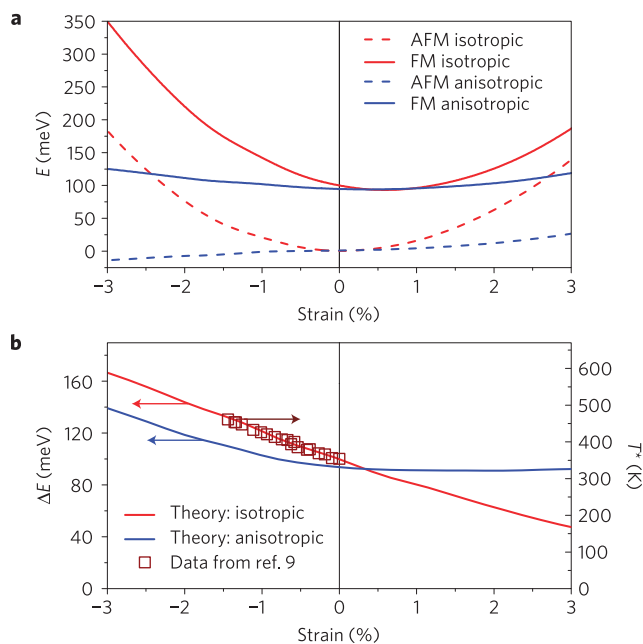 a
350
300
250
200
150
100
50
0
E (meV)
AFM isotropic
FM isotropic
AFM anisotropic
FM anisotropic
−3 −2 −1 0 1 2 3
Strain (%)
b
160
120
80
40
0
ΔE (meV)
600
500
400
300
200
100
0
T* (K)
Theory: isotropic
Theory: anisotropic
Data from ref. 9
−3 −2 −1 0 1 2 3
Strain (%)